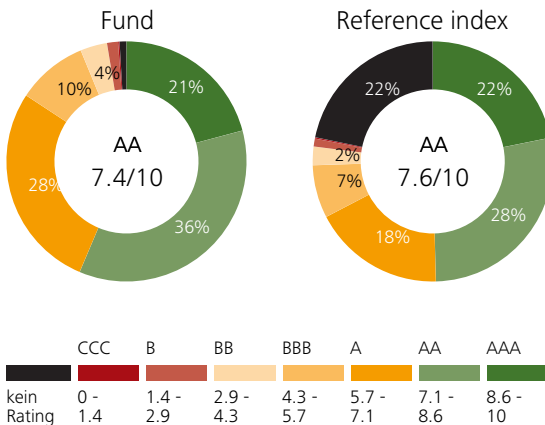 Fund
Reference index
21%
36%
28%
10%
4%
AA
7.4/10
22%
28%
18%
7%
2%
22%
AA
7.6/10
CCC B BB BBB A AA AAA
kein 0 - 1.4 - 2.9 - 4.3 - 5.7 - 7.1 - 8.6 -
Rating 1.4 2.9 4.3 5.7 7.1 8.6 10